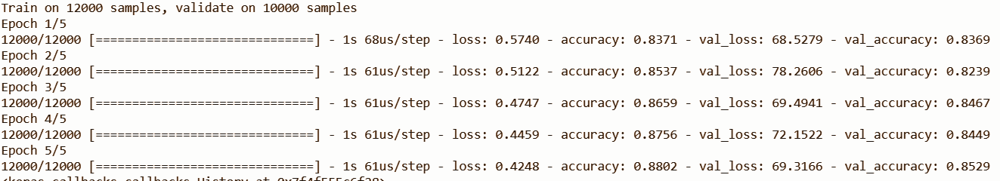 Train on 12000 samples, validate on 10000 samples
Epoch 1/5
12000/12000 [==============================] - 1s 68us/step - loss: 0.5740 - accuracy: 0.8371 - val_loss: 68.5279 - val_accuracy: 0.8369
Epoch 2/5
12000/12000 [==============================] - 1s 61us/step - loss: 0.5122 - accuracy: 0.8537 - val_loss: 78.2606 - val_accuracy: 0.8239
Epoch 3/5
12000/12000 [==============================] - 1s 61us/step - loss: 0.4747 - accuracy: 0.8659 - val_loss: 69.4941 - val_accuracy: 0.8467
Epoch 4/5
12000/12000 [==============================] - 1s 61us/step - loss: 0.4459 - accuracy: 0.8756 - val_loss: 72.1522 - val_accuracy: 0.8449
Epoch 5/5
12000/12000 [==============================] - 1s 61us/step - loss: 0.4248 - accuracy: 0.8802 - val_loss: 69.3166 - val_accuracy: 0.8529
<keras.callbacks.callbacks.History at